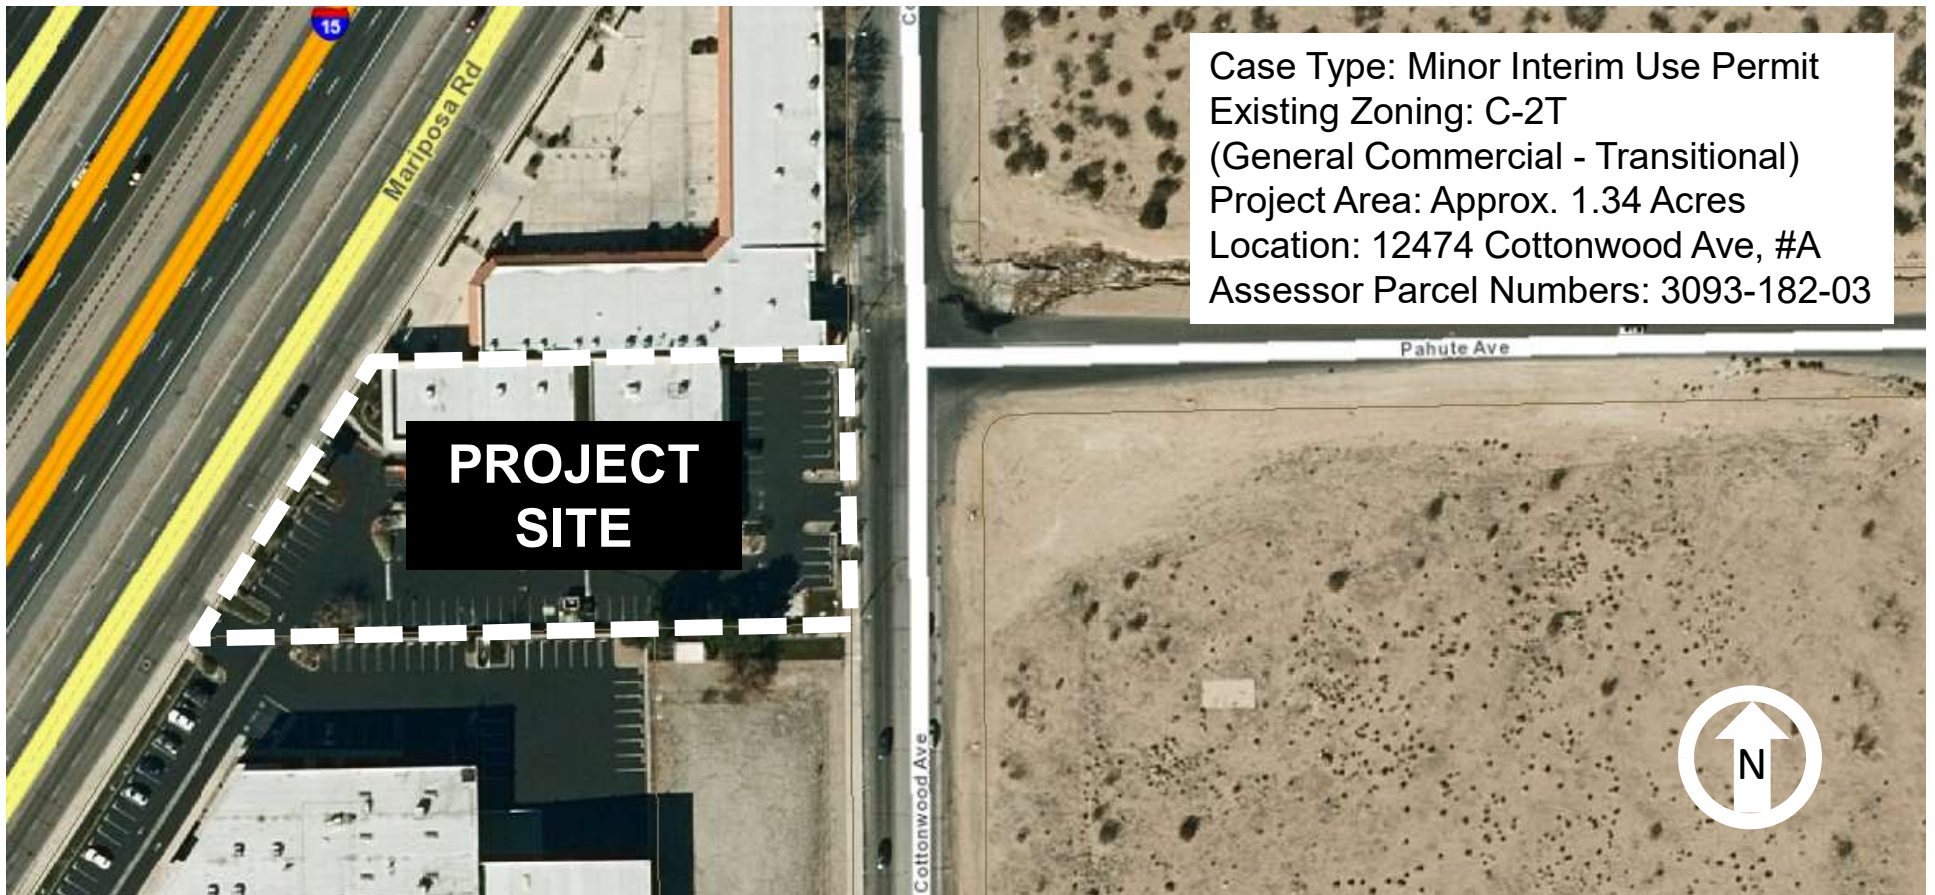 15
Mariposa Rd
Co
Case Type: Minor Interim Use Permit
Existing Zoning: C-2T
(General Commercial - Transitional)
Project Area: Approx. 1.34 Acres
Location: 12474 Cottonwood Ave, #A
Assessor Parcel Numbers: 3093-182-03
Pahute Ave
PROJECT
SITE
Cottonwood Ave
N